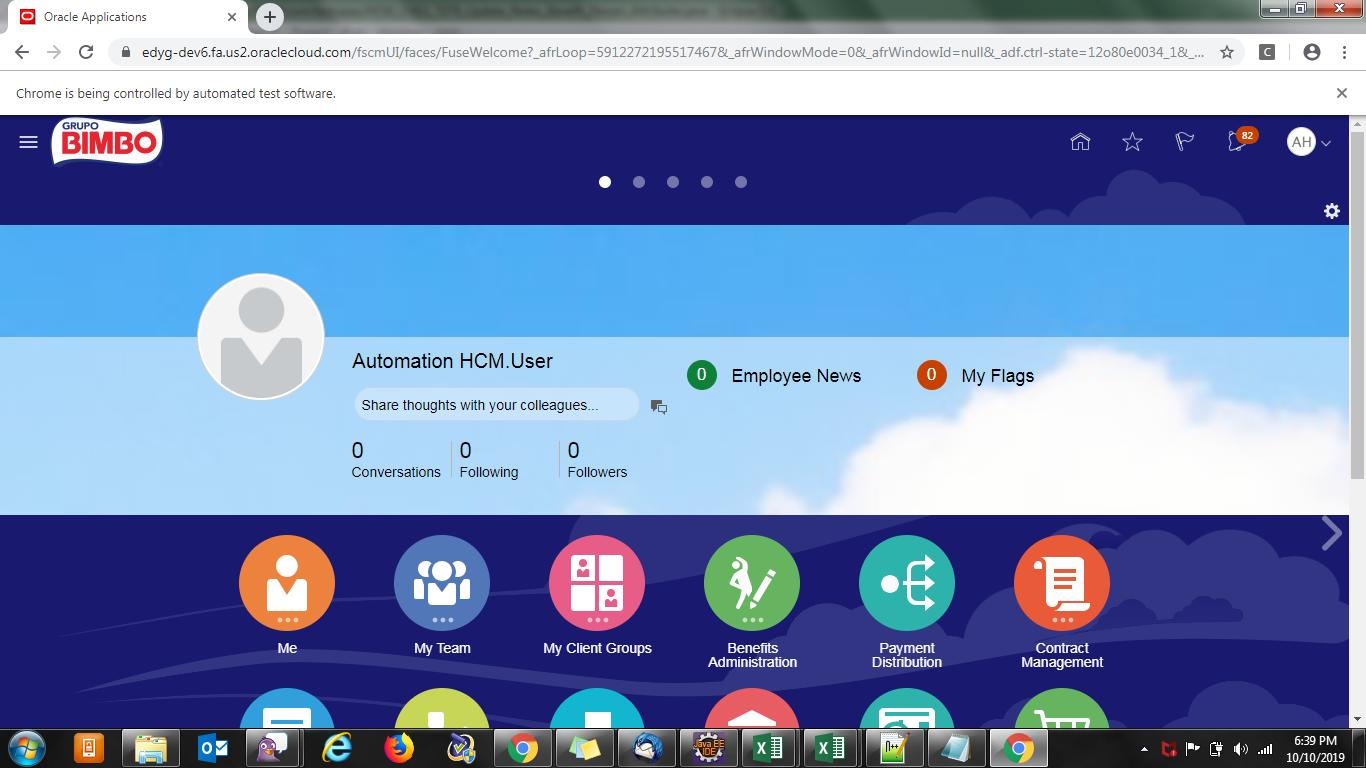 Oracle Applications
edyg-dev6.fa.us2.oraclecloud.com/fscmUI/faces/FuseWelcome?_afrLoop=5912272195517467&_afrWindowMode=0&_afrWindowId=null&_adf.ctrl-state=12o80e0034_1&_...
C
Chrome is being controlled by automated test software.
GRUPO
BIMBO
82
AH
Automation HCM.User
0 Employee News
0 My Flags
Share thoughts with your colleagues...
0 0 0
Conversations Following Followers
Me
My Team
My Client Groups
Benefits
Administration
Payment
Distribution
Contract
Management
Java EE
IDE
6:39 PM
10/10/2019